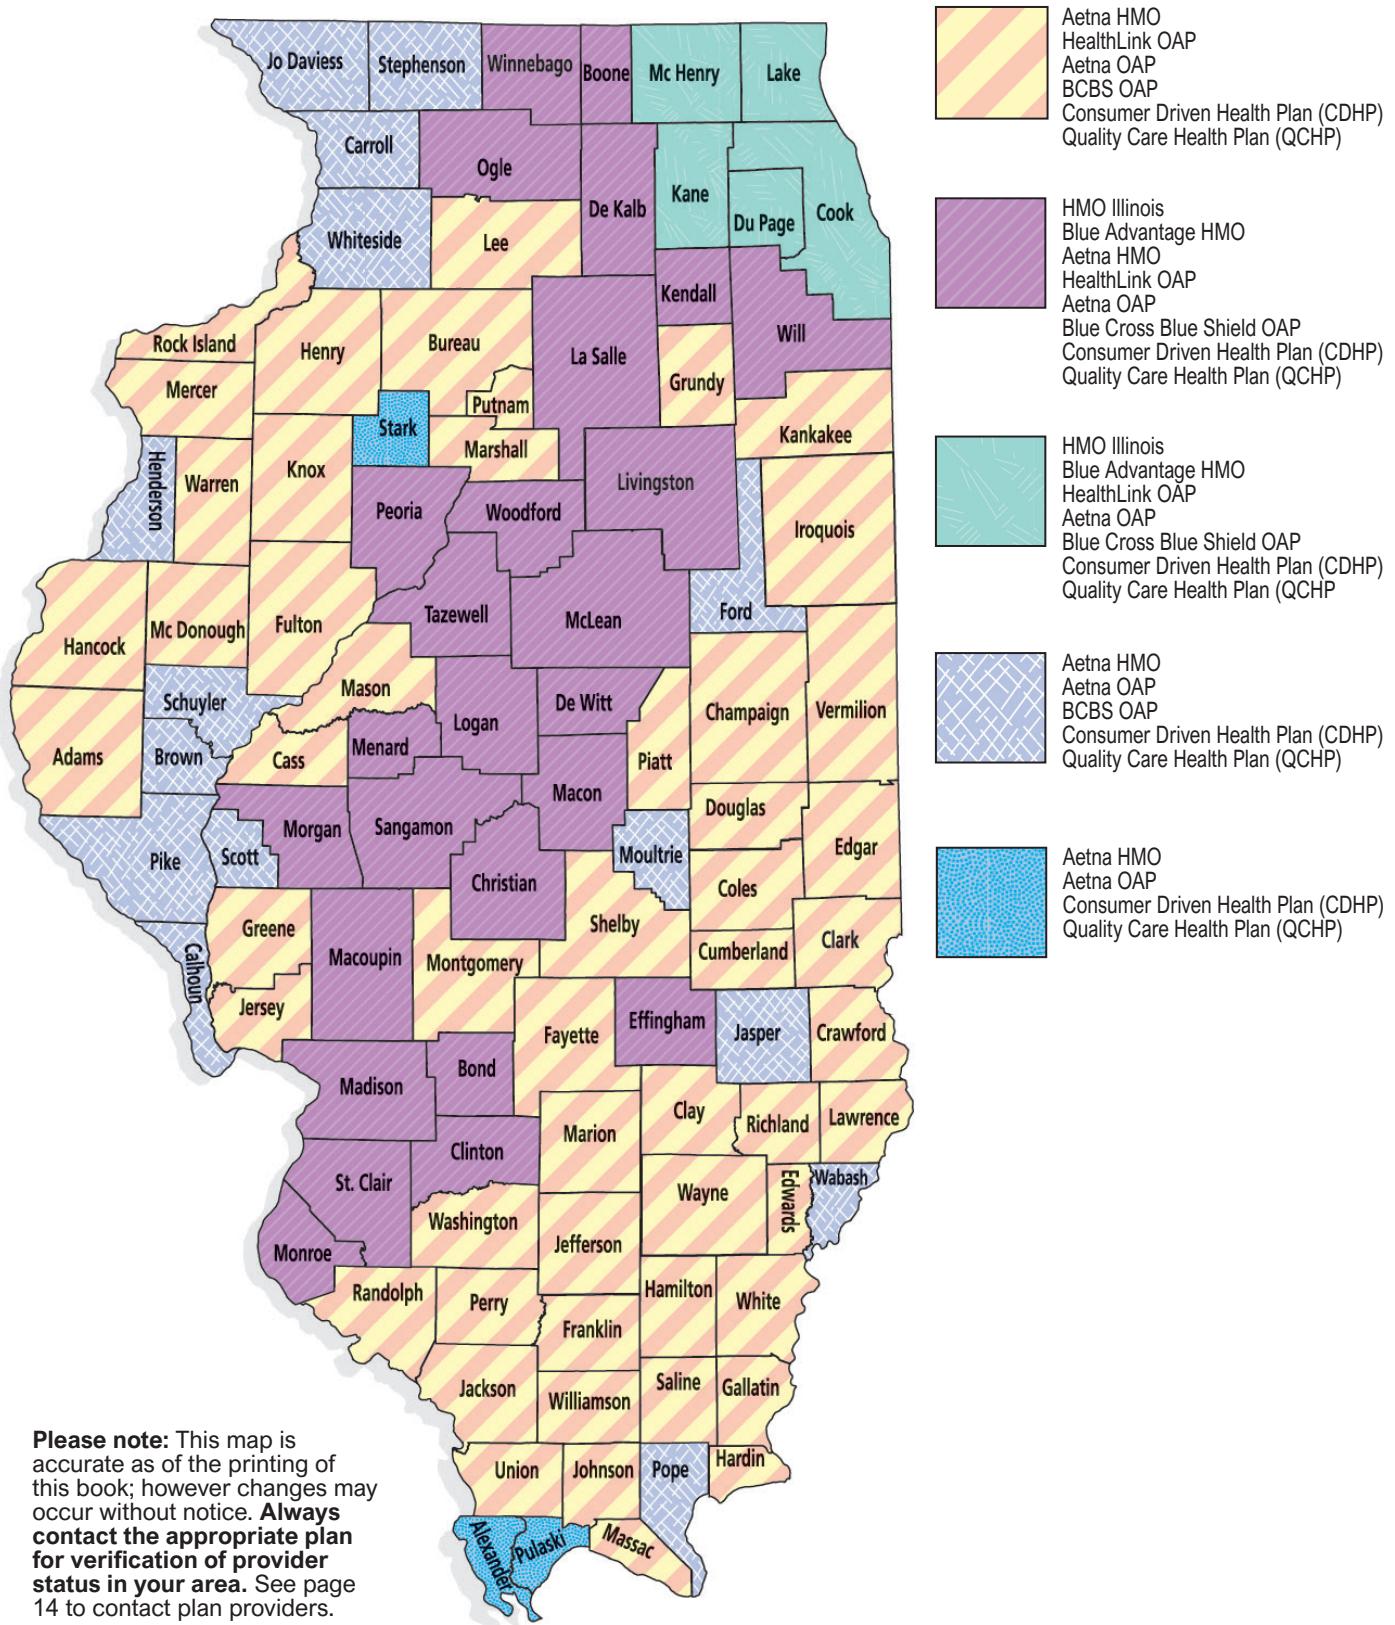 Jo Daviess
Stephenson
Winnebago
Boone
Mc Henry
Lake
Carroll
Ogle
De Kalb
Kane
Du Page
Cook
Whiteside
Lee
Kendall
Will
Rock Island
Henry
Bureau
La Salle
Grundy
Mercer
Putnam
Kankakee
Stark
Marshall
Henderson
Warren
Knox
Peoria
Woodford
Livingston
Iroquois
Hancock
Mc Donough
Fulton
Tazewell
McLean
Ford
Schuyler
Mason
Logan
De Witt
Champaign
Vermilion
Adams
Brown
Cass
Menard
Piatt
Macon
Douglas
Pike
Scott
Morgan
Sangamon
Christian
Moultrie
Edgar
Coles
Greene
Macoupin
Montgomery
Shelby
Cumberland
Clark
Calhoun
Jersey
Fayette
Effingham
Jasper
Crawford
Madison
Bond
Clay
Richland
Lawrence
Marion
Clinton
St. Clair
Wayne
Edwards
Wabash
Washington
Jefferson
Monroe
Randolph
Perry
Hamilton
White
Franklin
Jackson
Williamson
Saline
Gallatin
Union
Johnson
Pope
Hardin
Alexander
Pulaski
Massac
Aetna HMO
HealthLink OAP
Aetna OAP
BCBS OAP
Consumer Driven Health Plan (CDHP)
Quality Care Health Plan (QCHP)
HMO Illinois
Blue Advantage HMO
Aetna HMO
HealthLink OAP
Aetna OAP
Blue Cross Blue Shield OAP
Consumer Driven Health Plan (CDHP)
Quality Care Health Plan (QCHP)
HMO Illinois
Blue Advantage HMO
HealthLink OAP
Aetna OAP
Blue Cross Blue Shield OAP
Consumer Driven Health Plan (CDHP)
Quality Care Health Plan (QCHP
Aetna HMO
Aetna OAP
BCBS OAP
Consumer Driven Health Plan (CDHP)
Quality Care Health Plan (QCHP)
Aetna HMO
Aetna OAP
Consumer Driven Health Plan (CDHP)
Quality Care Health Plan (QCHP)
Please note: This map is
accurate as of the printing of
this book; however changes may
occur without notice. Always
contact the appropriate plan
for verification of provider
status in your area. See page
14 to contact plan providers.